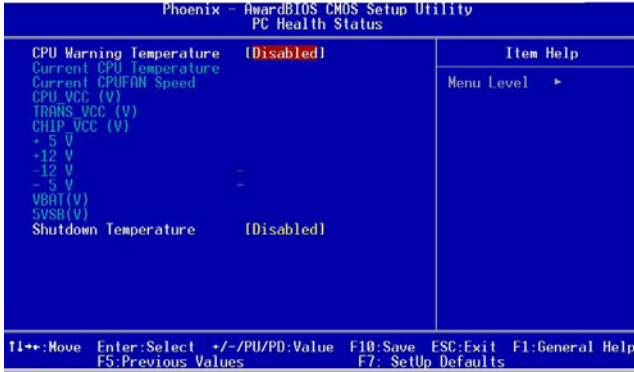 Phoenix - AwardBIOS CMOS Setup Utility
PC Health Status
CPU Warning Temperature [Disabled]
Current CPU Temperature
Current CPUFAN Speed
CPU_VCC (V)
TRANS_VCC (V)
CHIP_VCC (V)
+ 5 V
+12 V
-12 V -
- 5 V -
VBAT(V)
5VSB(V)
Shutdown Temperature [Disabled]
Item Help
Menu Level ►
↑↓→←:Move Enter:Select +/-/PU/PD:Value F10:Save ESC:Exit F1:General Help
F5:Previous Values F7: SetUp Defaults